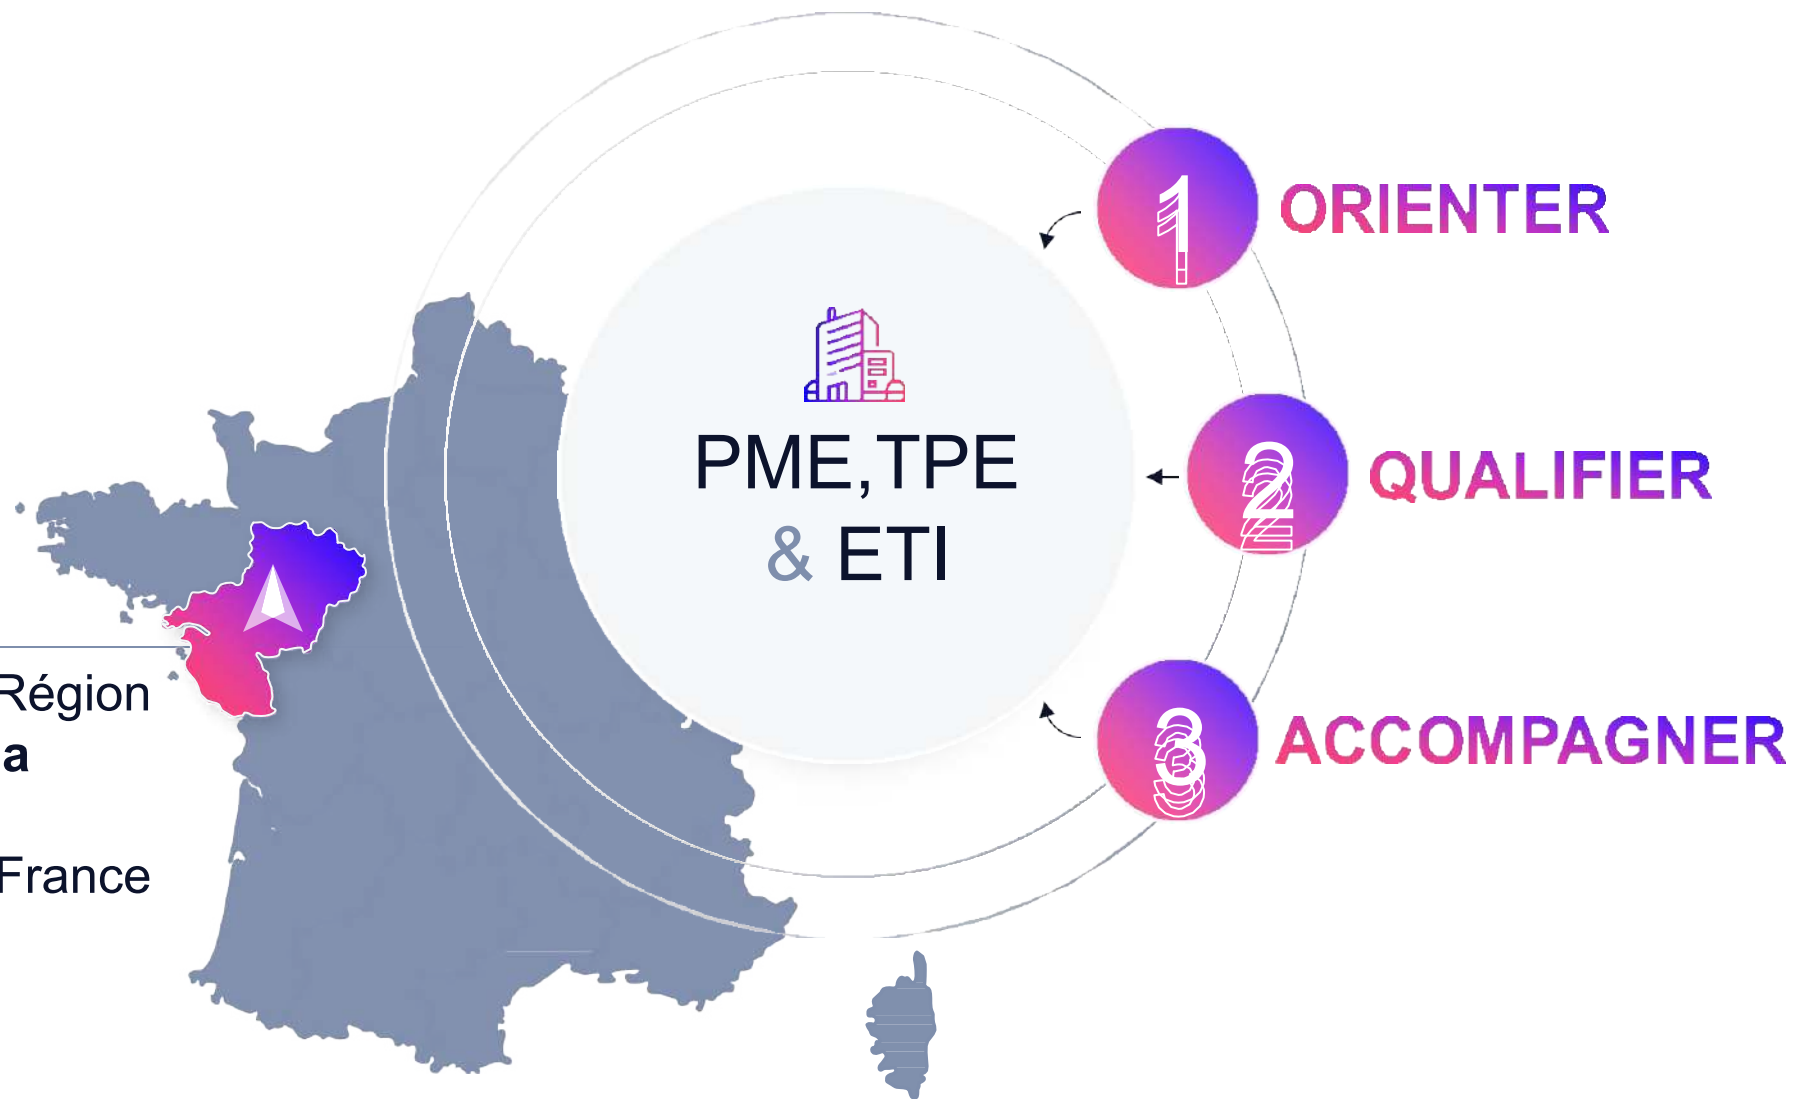 PME,TPE
& ETI
1
ORIENTER
2
QUALIFIER
3
ACCOMPAGNER
Région
a
France